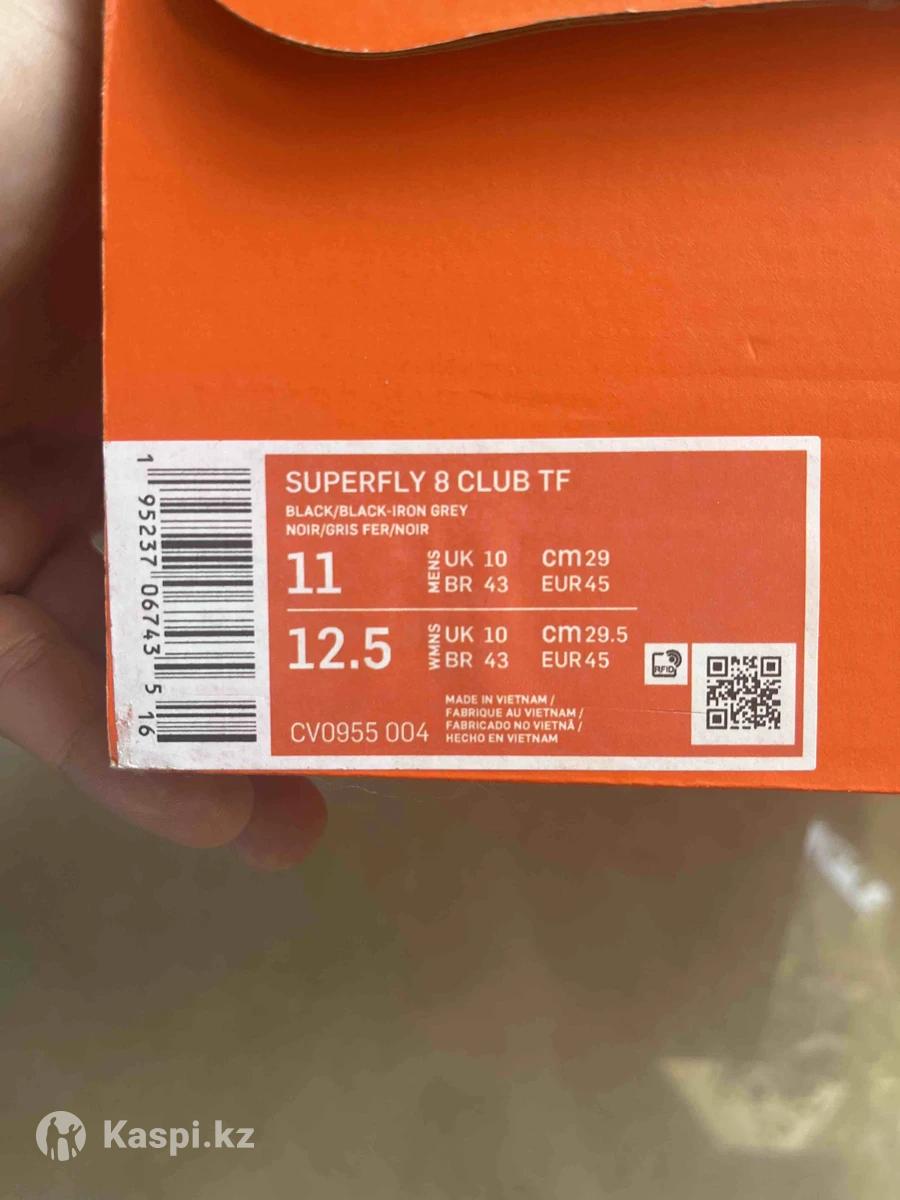 SUPERFLY 8 CLUB TF
BLACK/BLACK-IRON GREY
NOIR/GRIS FER/NOIR
11 MENS UK 10 cm 29
BR 43 EUR 45
12.5 WMNS UK 10 cm 29.5
BR 43 EUR 45
RFID
CV0955 004
MADE IN VIETNAM /
FABRIQUE AU VIETNAM /
FABRICADO NO VIETNÃ /
HECHO EN VIETNAM
1 95237 06743 5 16
Kaspi.kz